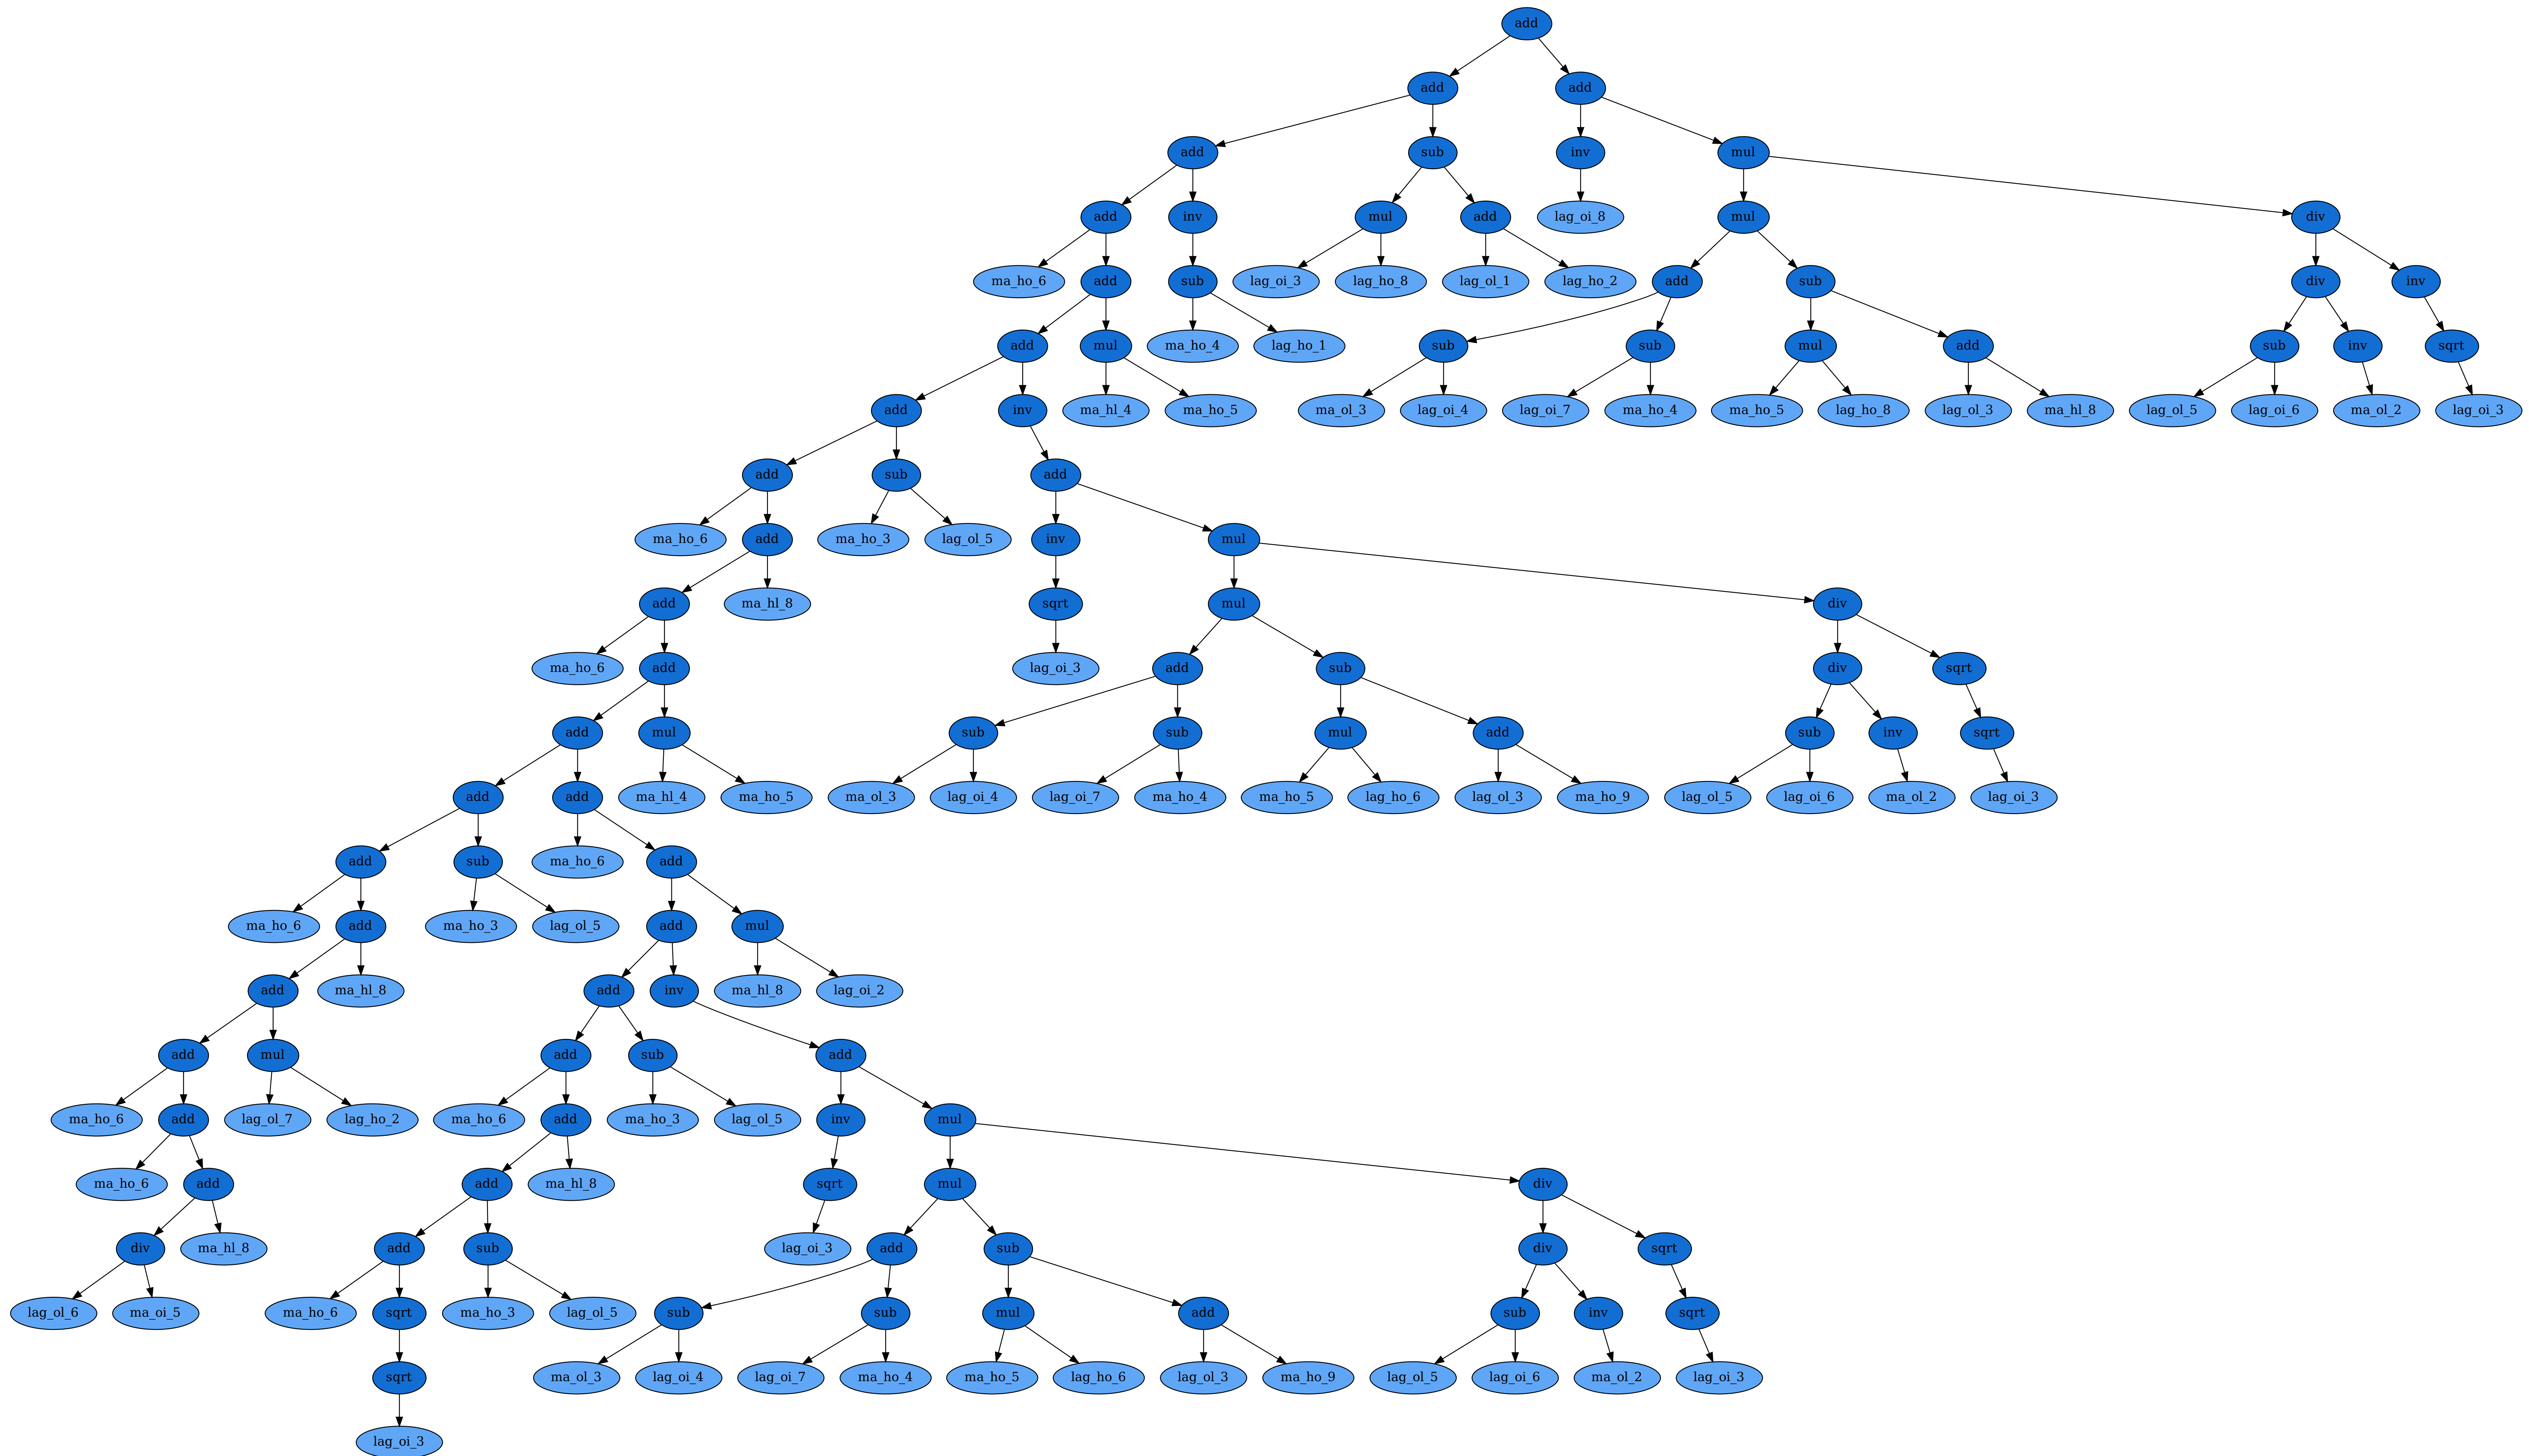 add
add add
add sub inv mul
add inv mul add lag_oi_8 mul div
ma_ho_6 add sub lag_oi_3 lag_ho_8 lag_ol_1 lag_ho_2 add sub div inv
add mul ma_ho_4 lag_ho_1 sub sub mul add sub inv sqrt
add inv ma_hl_4 ma_ho_5 ma_ol_3 lag_oi_4 lag_oi_7 ma_ho_4 ma_ho_5 lag_ho_8 lag_ol_3 ma_hl_8 lag_ol_5 lag_oi_6 ma_ol_2 lag_oi_3
add sub add
ma_ho_6 add ma_ho_3 lag_ol_5 inv mul
add ma_hl_8 sqrt mul div
ma_ho_6 add lag_oi_3 add sub div sqrt
add mul sub sub mul add sub inv sqrt
add add ma_hl_4 ma_ho_5 ma_ol_3 lag_oi_4 lag_oi_7 ma_ho_4 ma_ho_5 lag_ho_6 lag_ol_3 ma_ho_9 lag_ol_5 lag_oi_6 ma_ol_2 lag_oi_3
add sub ma_ho_6 add
ma_ho_6 add ma_ho_3 lag_ol_5 add mul
add ma_hl_8 add inv ma_hl_8 lag_oi_2
add mul add sub add
ma_ho_6 add lag_ol_7 lag_ho_2 ma_ho_6 add ma_ho_3 lag_ol_5 inv mul
ma_ho_6 add add ma_hl_8 sqrt mul div
div ma_hl_8 add sub lag_oi_3 add sub div sqrt
lag_ol_6 ma_oi_5 ma_ho_6 sqrt ma_ho_3 lag_ol_5 sub sub mul add sub inv sqrt
sqrt ma_ol_3 lag_oi_4 lag_oi_7 ma_ho_4 ma_ho_5 lag_ho_6 lag_ol_3 ma_ho_9 lag_ol_5 lag_oi_6 ma_ol_2 lag_oi_3
lag_oi_3